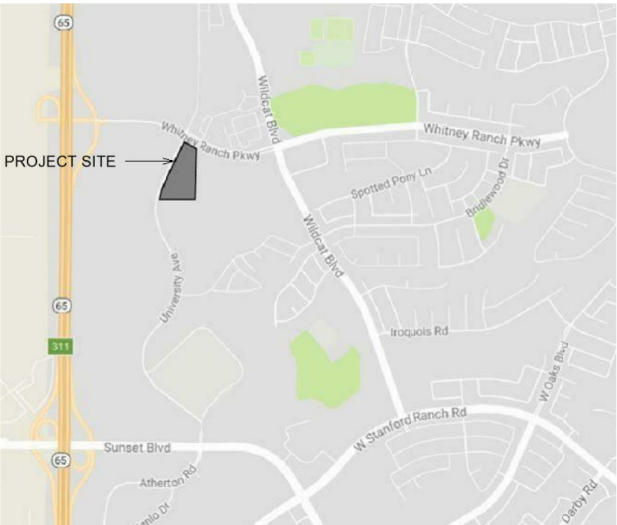 65
Wildcat Blvd
Whitney Ranch Pkwy
Whitney Ranch Pkwy
PROJECT SITE
Spotted Pony Ln
Bridlewood Dr
Wildcat Blvd
University Ave
65
Iroquois Rd
311
W Oaks Blvd
W Stanford Ranch Rd
Sunset Blvd
65
Atherton Rd
Darby Rd